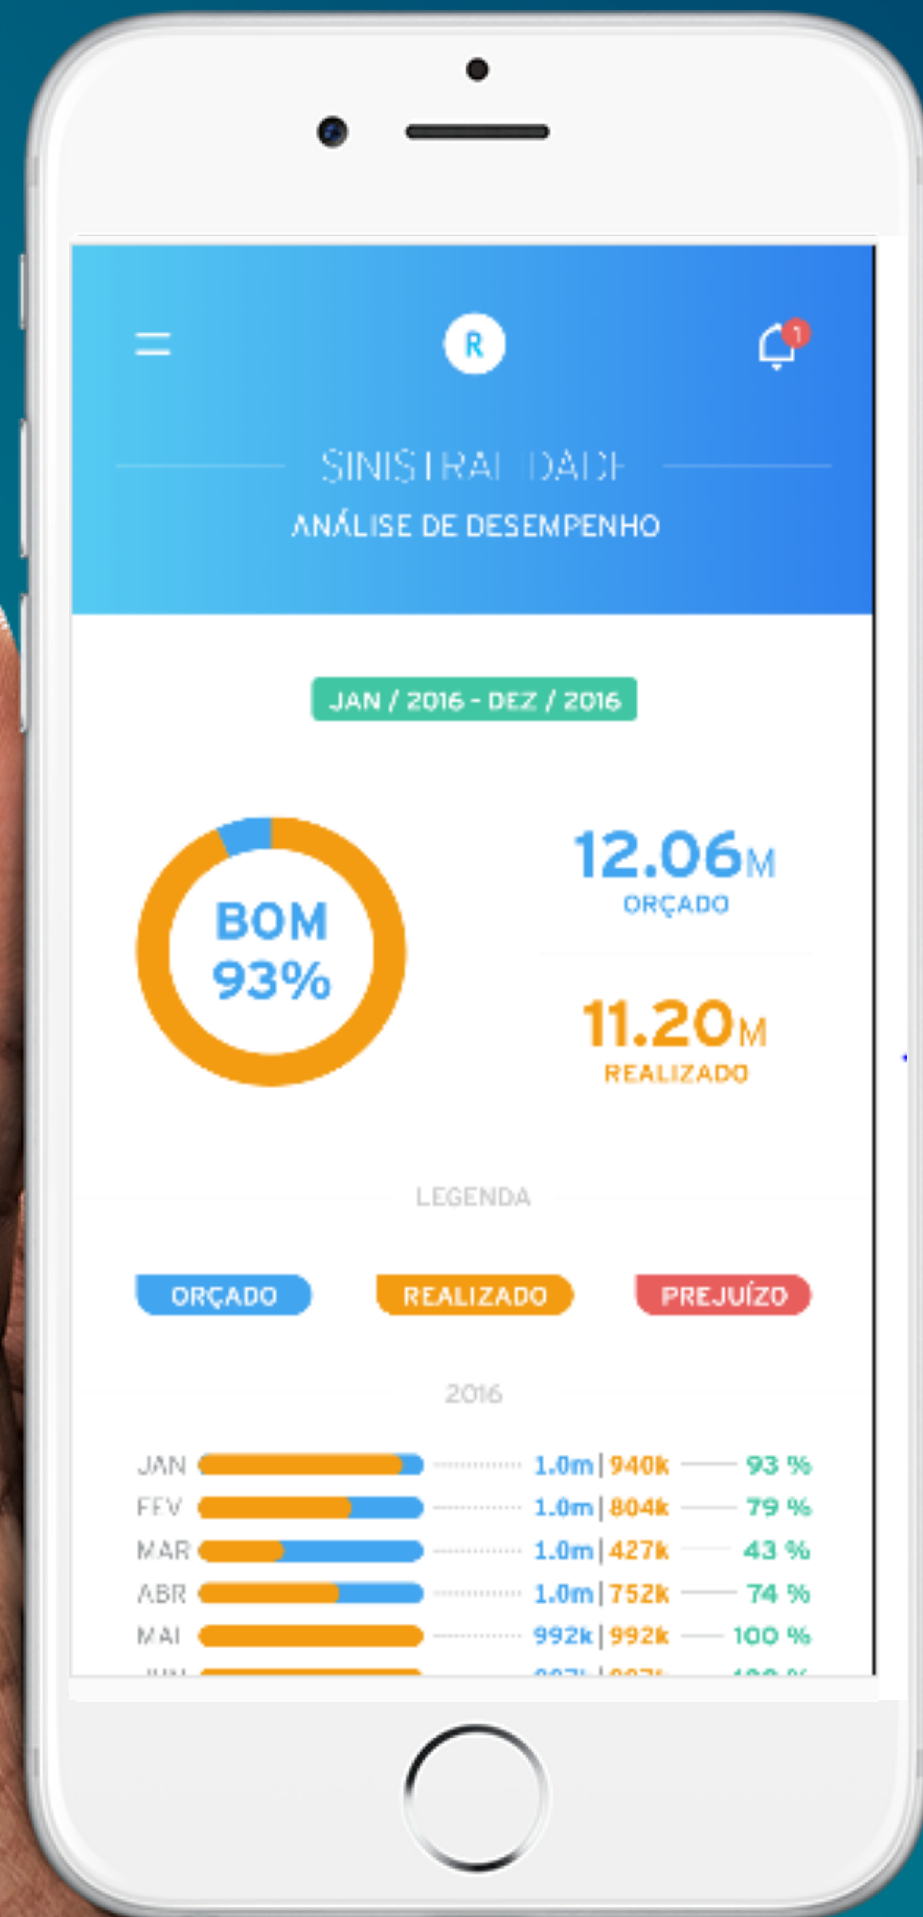 R
1
SINISTRALIDADE
ANÁLISE DE DESEMPENHO
JAN / 2016 - DEZ / 2016
BOM
93%
12.06M
ORÇADO
11.20M
REALIZADO
LEGENDA
ORÇADO REALIZADO PREJUÍZO
2016
JAN 1.0m|940k 93 %
FEV 1.0m|804k 79 %
MAR 1.0m|427k 43 %
ABR 1.0m|752k 74 %
MAI 992k|992k 100 %